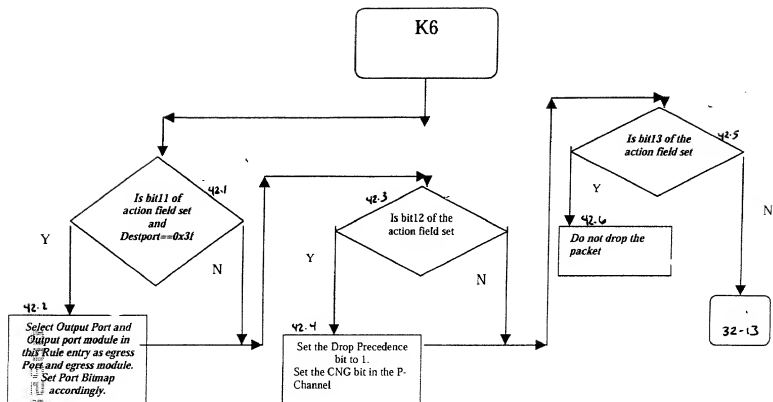 K6
42.1
Is bit11 of
action field set
and
Destport==0x3f
Y
N
42.2
Select Output Port and
Output port module in
this Rule entry as egress
Port and egress module.
Set Port Bitmap
accordingly.
42.3
Is bit12 of the
action field set
Y
N
42.4
Set the Drop Precedence
bit to 1.
Set the CNG bit in the P-
Channel
42.5
Is bit13 of the
action field set
Y
N
42.6
Do not drop the
packet
32-13